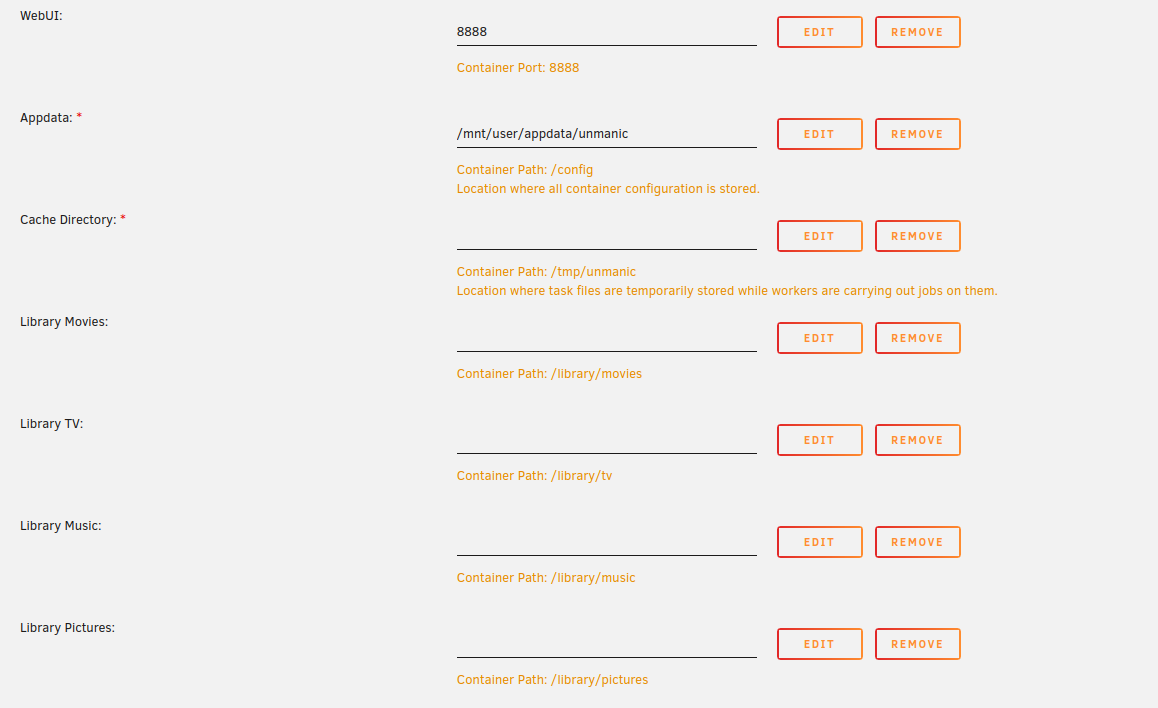 WebUI:
8888 EDIT REMOVE
Container Port: 8888
Appdata: *
/mnt/user/appdata/unmanic EDIT REMOVE
Container Path: /config
Location where all container configuration is stored.
Cache Directory: *
EDIT REMOVE
Container Path: /tmp/unmanic
Location where task files are temporarily stored while workers are carrying out jobs on them.
Library Movies:
EDIT REMOVE
Container Path: /library/movies
Library TV:
EDIT REMOVE
Container Path: /library/tv
Library Music:
EDIT REMOVE
Container Path: /library/music
Library Pictures:
EDIT REMOVE
Container Path: /library/pictures